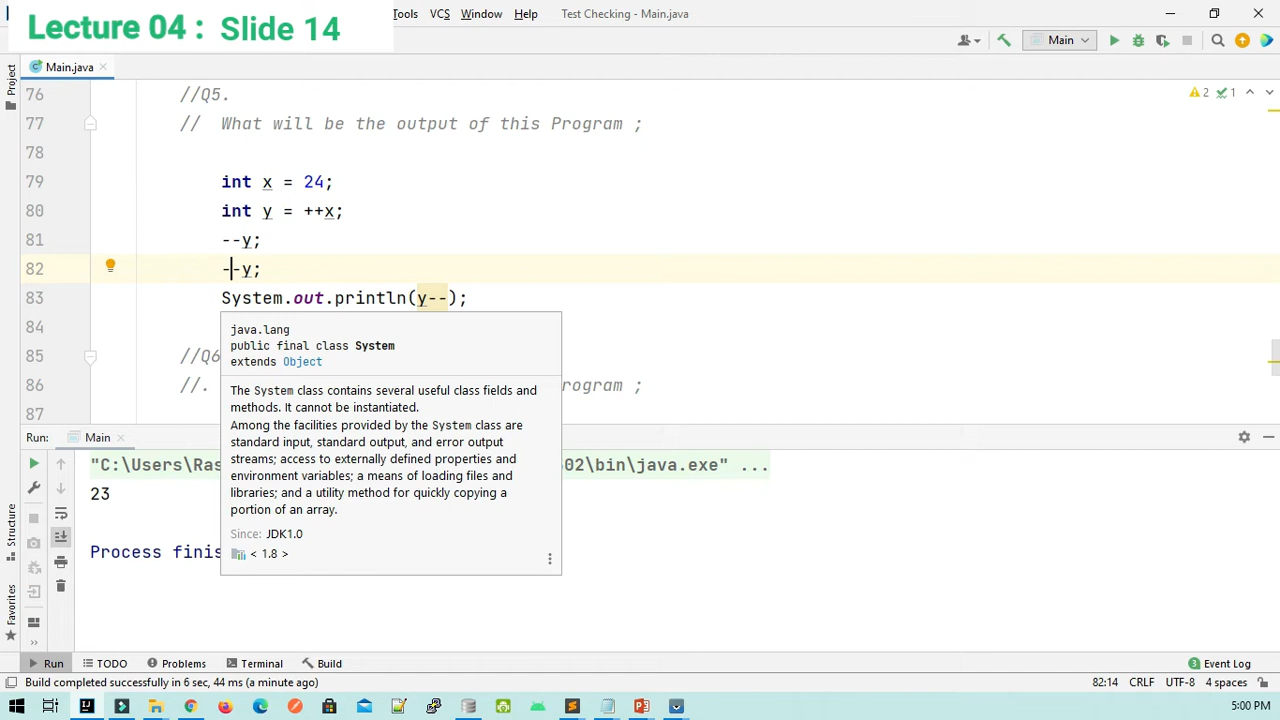 Lecture 04 : Slide 14
Tools VCS Window Help Test Checking - Main.java
Main
Project
Main.java
76 //Q5.
2 1
77 // What will be the output of this Program ;
78
79 int x = 24;
80 int y = ++x;
81 --y;
82 --y;
83 System.out.println(y--);
84
java.lang
85 //Q6
public final class System
extends Object
86 //. rogram ;
The System class contains several useful class fields and
87
methods. It cannot be instantiated.
Among the facilities provided by the System class are
Run: Main
standard input, standard output, and error output
streams; access to externally defined properties and
"C:\Users\Ras 02\bin\java.exe" ...
environment variables; a means of loading files and
23
libraries; and a utility method for quickly copying a
portion of an array.
Since: JDK1.0
Process finis
< 1.8 >
Structure
Favorites
Run TODO Problems Terminal Build 3 Event Log
Build completed successfully in 6 sec, 44 ms (a minute ago) 82:14 CRLF UTF-8 4 spaces
5:00 PM